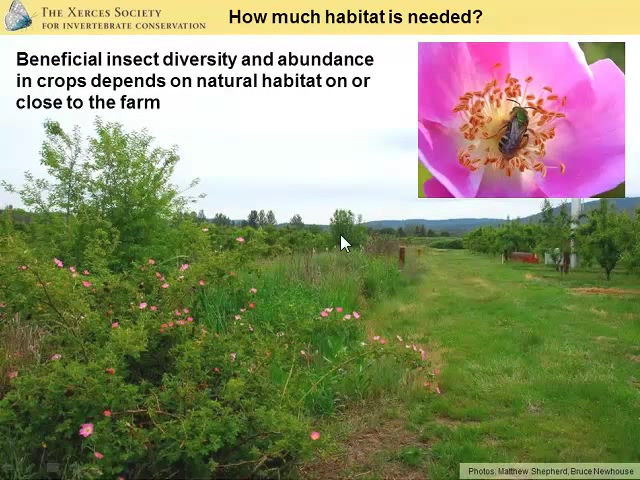 THE XERCES SOCIETY
FOR INVERTEBRATE CONSERVATION
How much habitat is needed?
Beneficial insect diversity and abundance
in crops depends on natural habitat on or
close to the farm
Photos: Matthew Shepherd, Bruce Newhouse